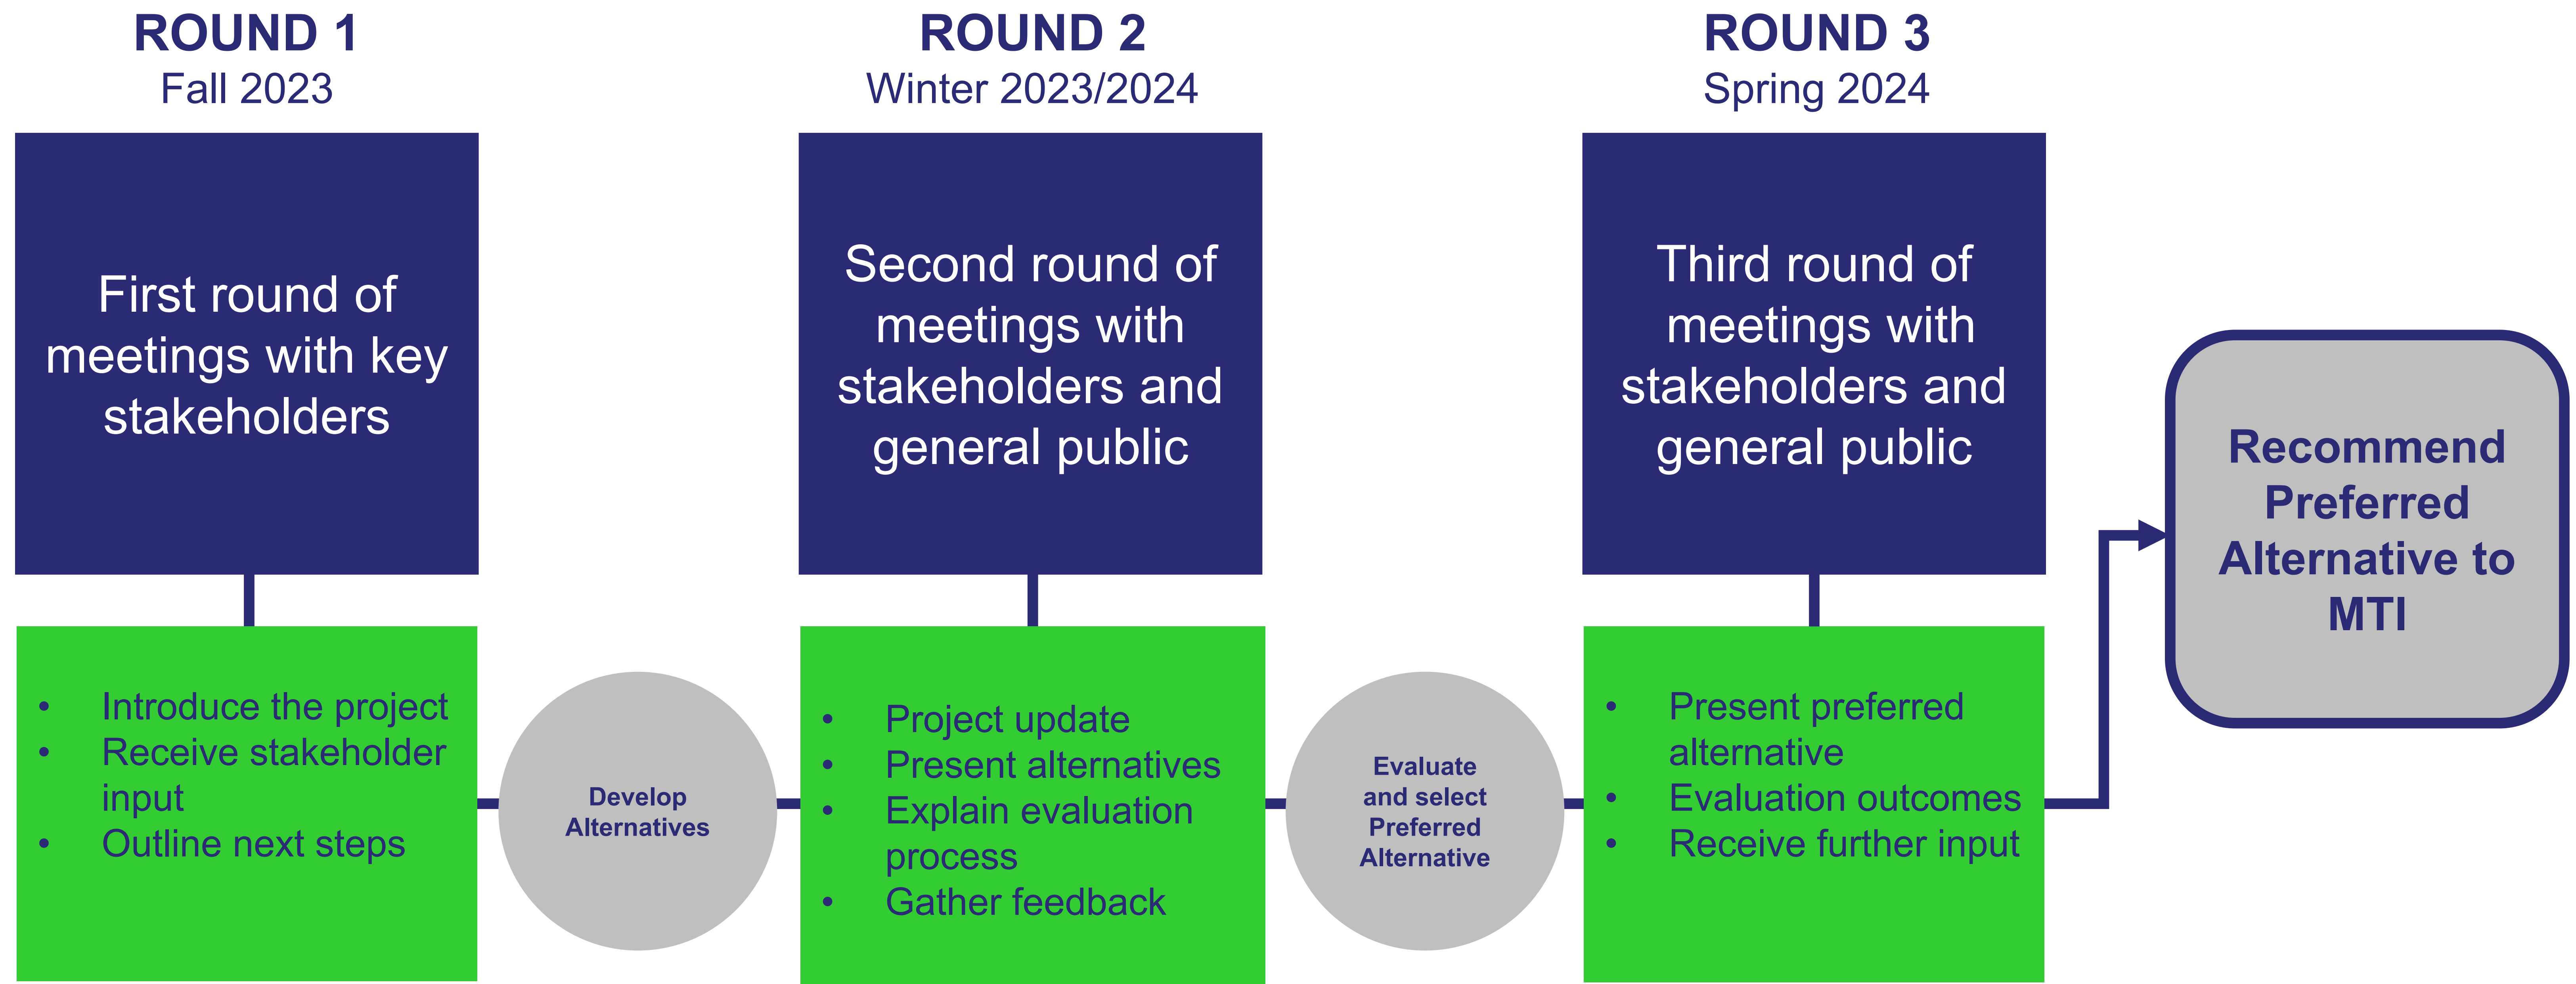 ROUND 1
Fall 2023
First round of
meetings with key
stakeholders
• Introduce the project
• Receive stakeholder
input
• Outline next steps
Develop
Alternatives
ROUND 2
Winter 2023/2024
Second round of
meetings with
stakeholders and
general public
• Project update
• Present alternatives
• Explain evaluation
process
• Gather feedback
Evaluate
and select
Preferred
Alternative
ROUND 3
Spring 2024
Third round of
meetings with
stakeholders and
general public
• Present preferred
alternative
• Evaluation outcomes
• Receive further input
Recommend
Preferred
Alternative to
MTI